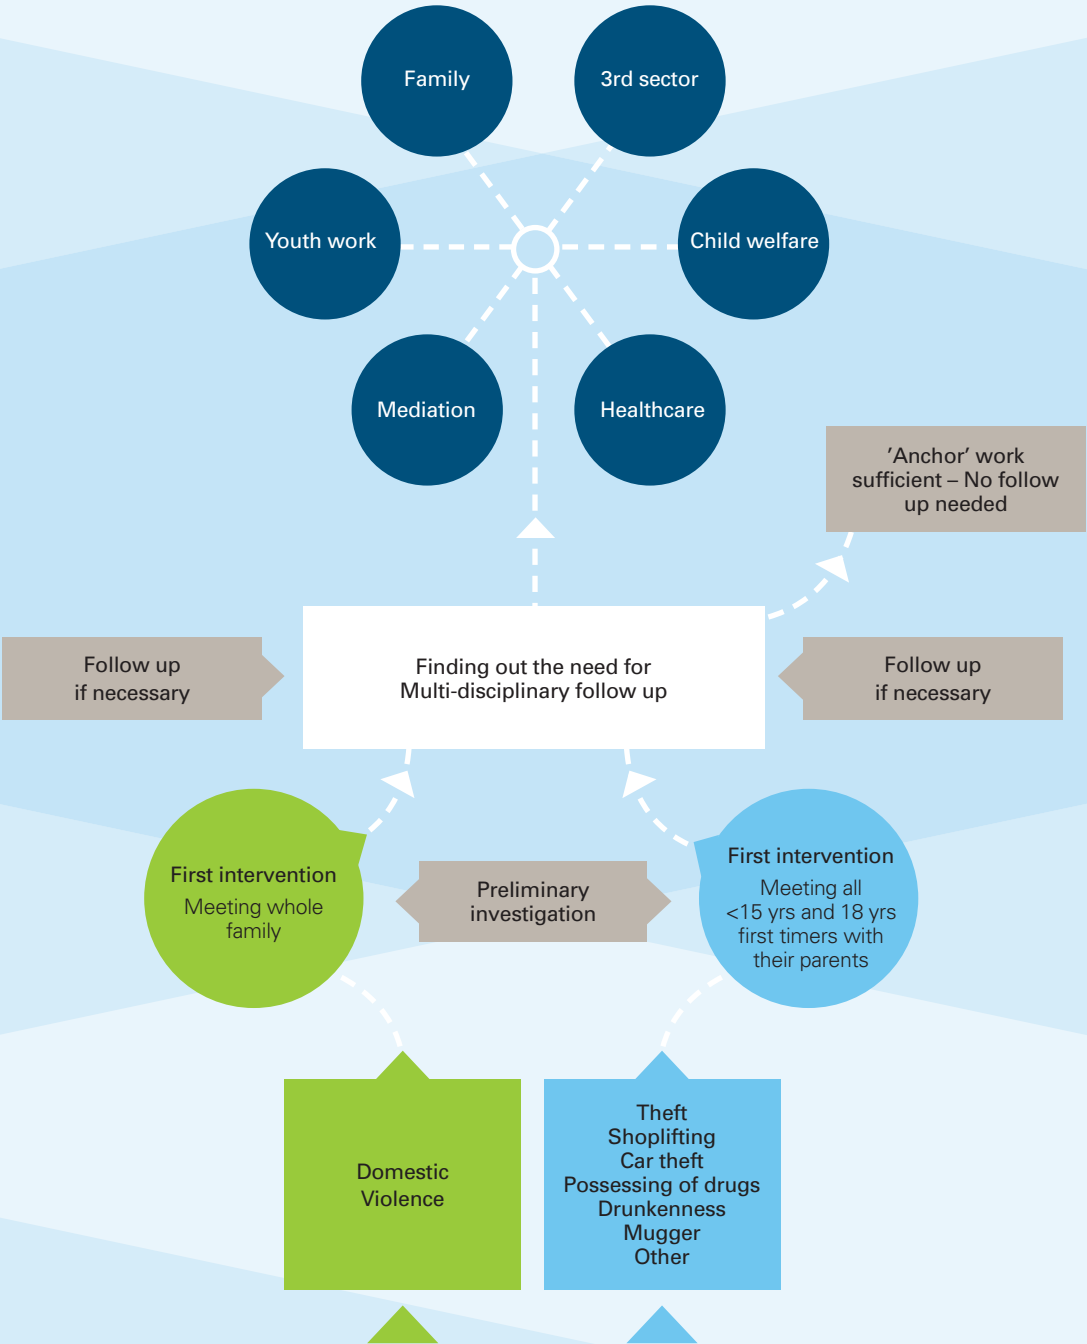 Family
3rd sector
Youth work
Child welfare
Mediation
Healthcare
’Anchor’ work
sufficient – No follow
up needed
Follow up
if necessary
Finding out the need for
Multi-disciplinary follow up
Follow up
if necessary
First intervention
Meeting whole
family
Preliminary
investigation
First intervention
Meeting all
<15 yrs and 18 yrs
first timers with
their parents
Domestic
Violence
Theft
Shoplifting
Car theft
Possessing of drugs
Drunkenness
Mugger
Other